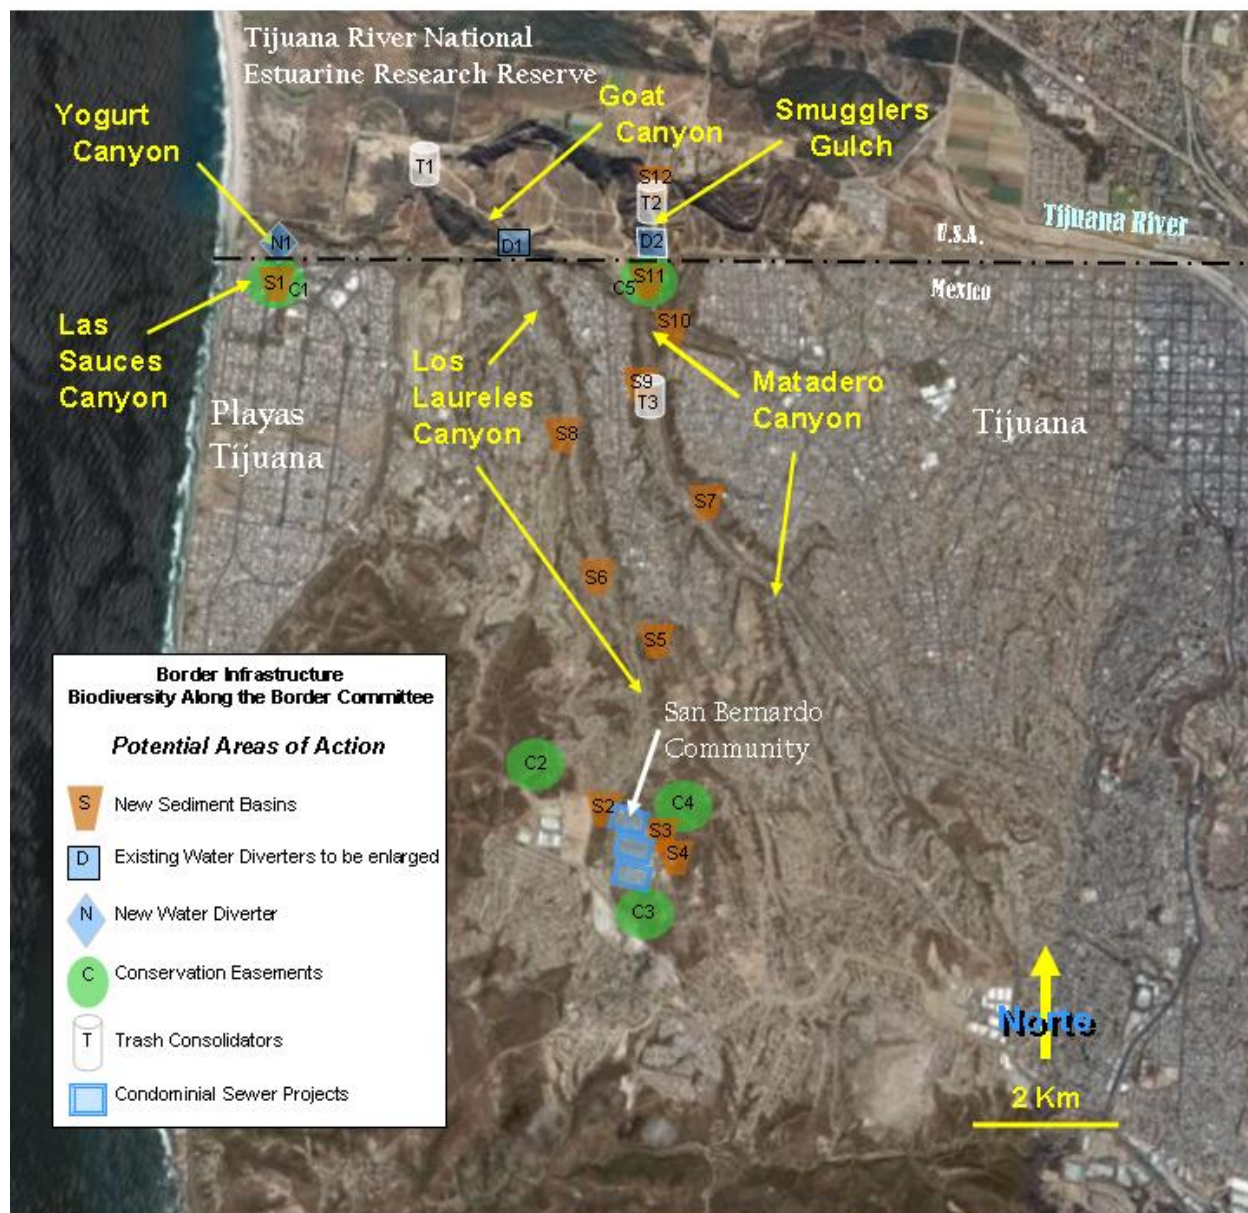 Tijuana River National
Estuarine Research Reserve
Yogurt
Canyon
Goat
Canyon
Smugglers
Gulch
T1
S12
T2
Tijuana River
N1
D1
D2
U.S.A.
S1
C1
C5
S11
Mexico
S10
Las
Sauces
Canyon
Los
Laureles
Canyon
S9
T3
Matadero
Canyon
Playas
Tijuana
Tijuana
S8
S7
S6
S5
San Bernardo
Community
C2
S2
C4
S3
S4
C3
Border Infrastructure
Biodiversity Along the Border Committee
Potential Areas of Action
S New Sediment Basins
D Existing Water Diverters to be enlarged
N New Water Diverter
C Conservation Easements
T Trash Consolidators
Condominial Sewer Projects
Norte
2 Km